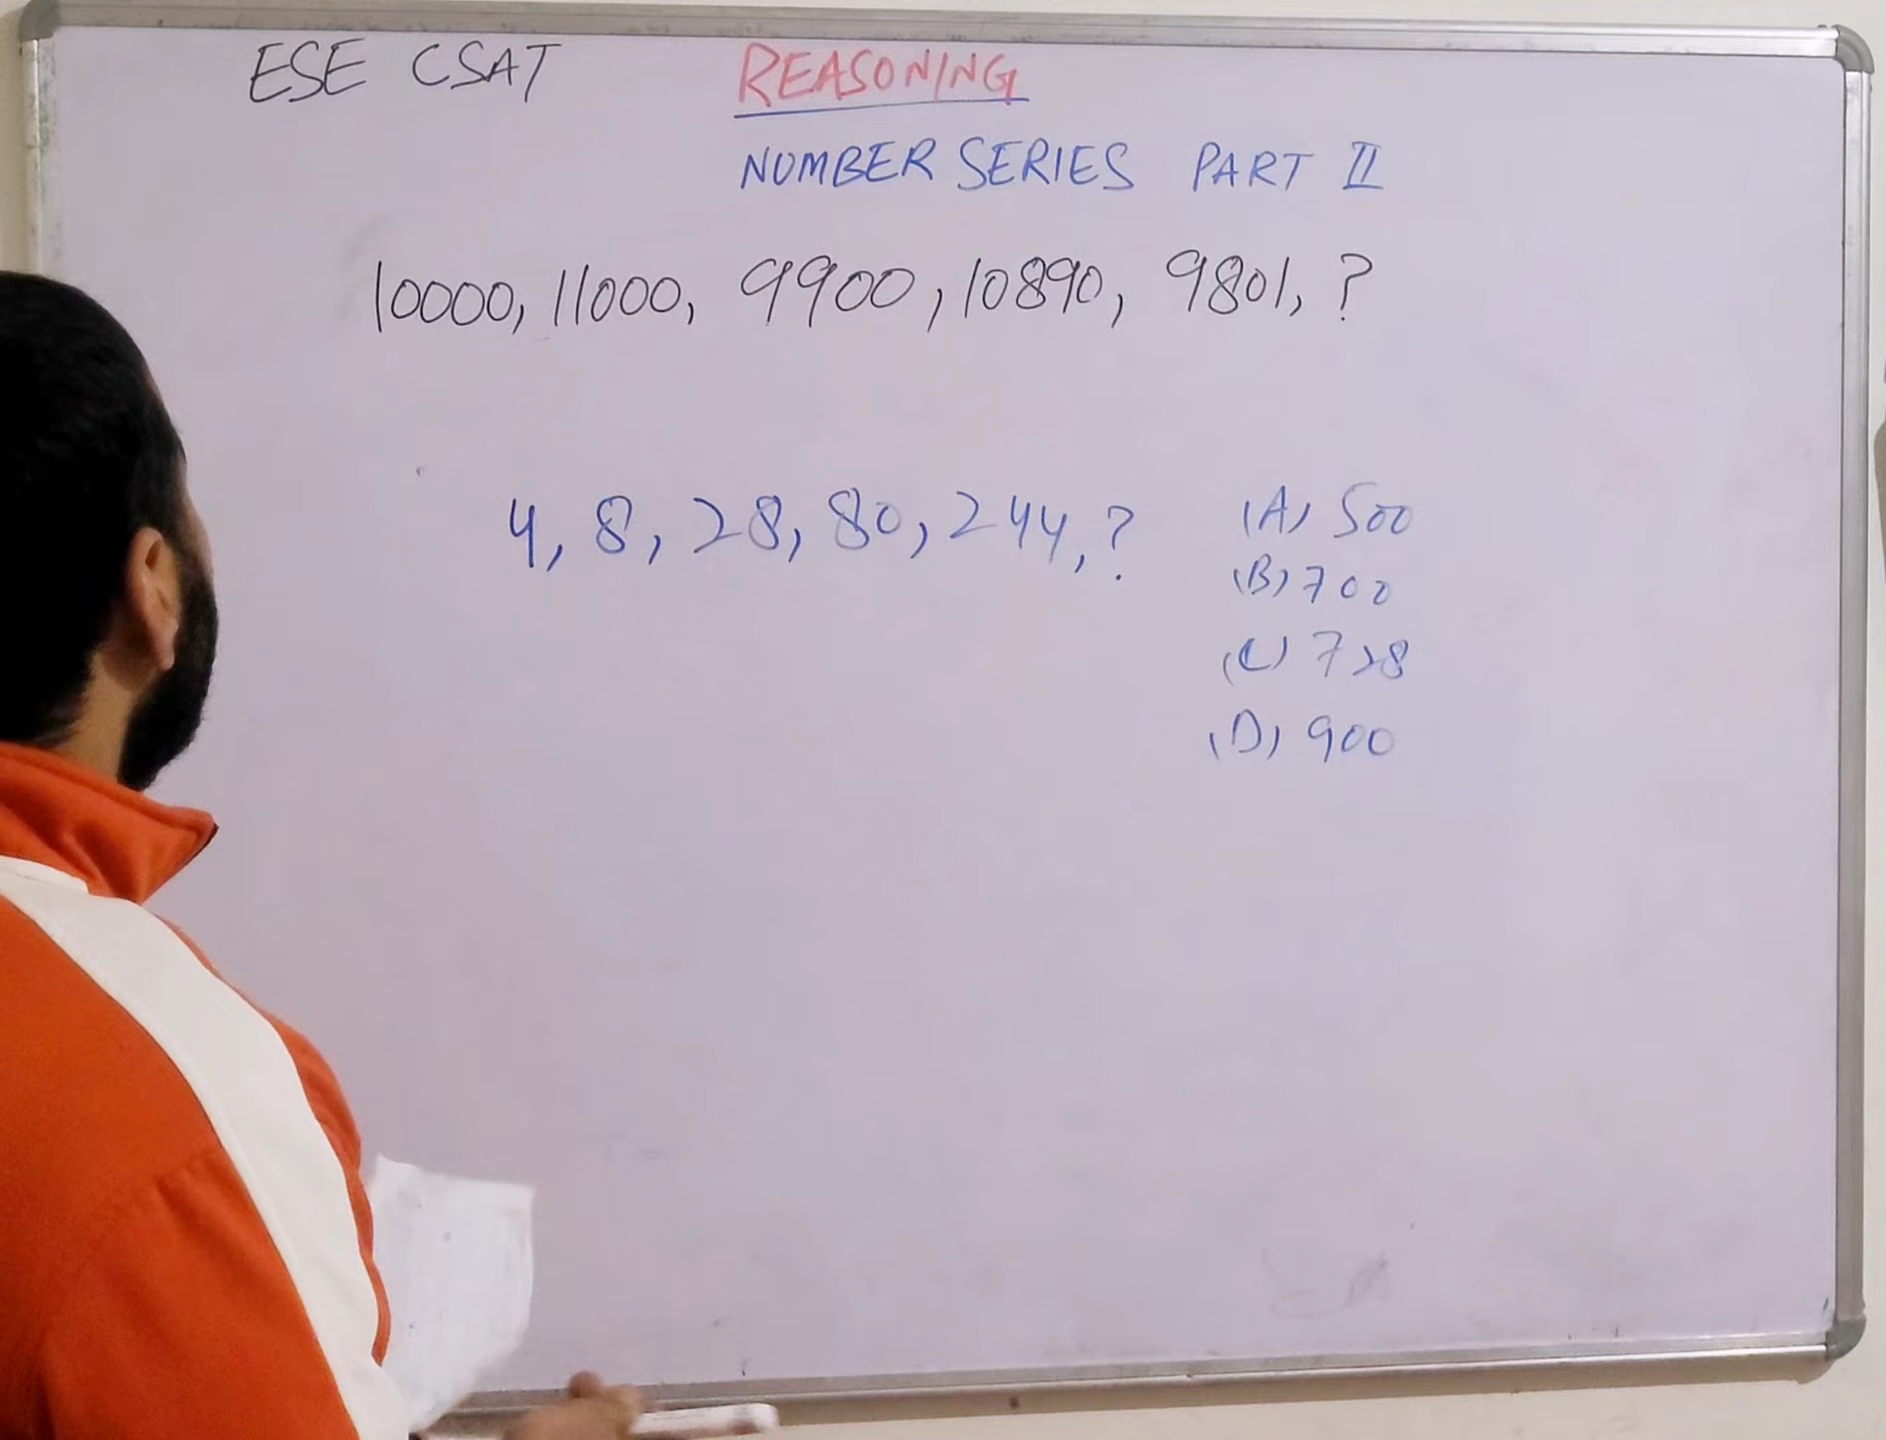 ESE CSAT REASONING
NUMBER SERIES PART II
10000, 11000, 9900, 10890, 9801, ?
4, 8, 28, 80, 244, ? (A) 500
(B) 700
(C) 728
(D) 900